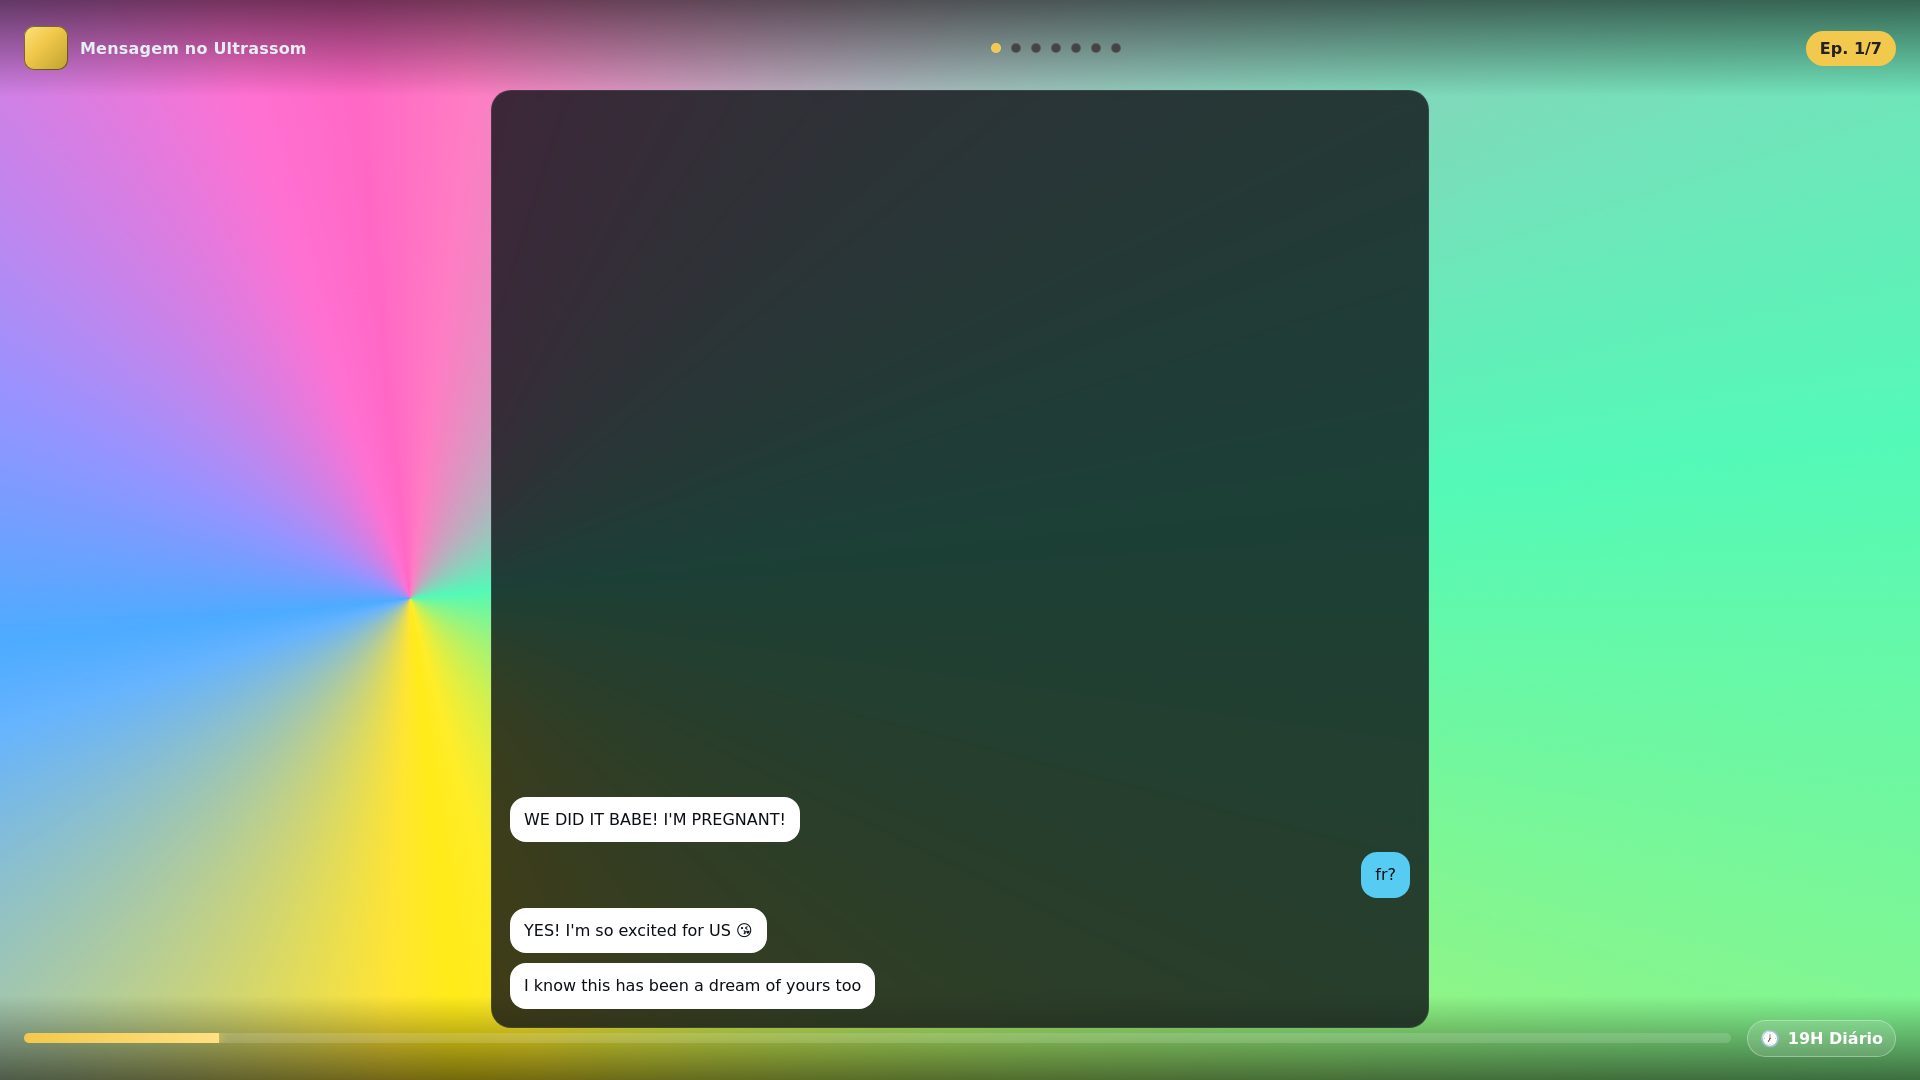 Mensagem no Ultrassom
Ep. 1/7
WE DID IT BABE! I'M PREGNANT!
fr?
YES! I'm so excited for US 😘
I know this has been a dream of yours too
🕖 19H Diário